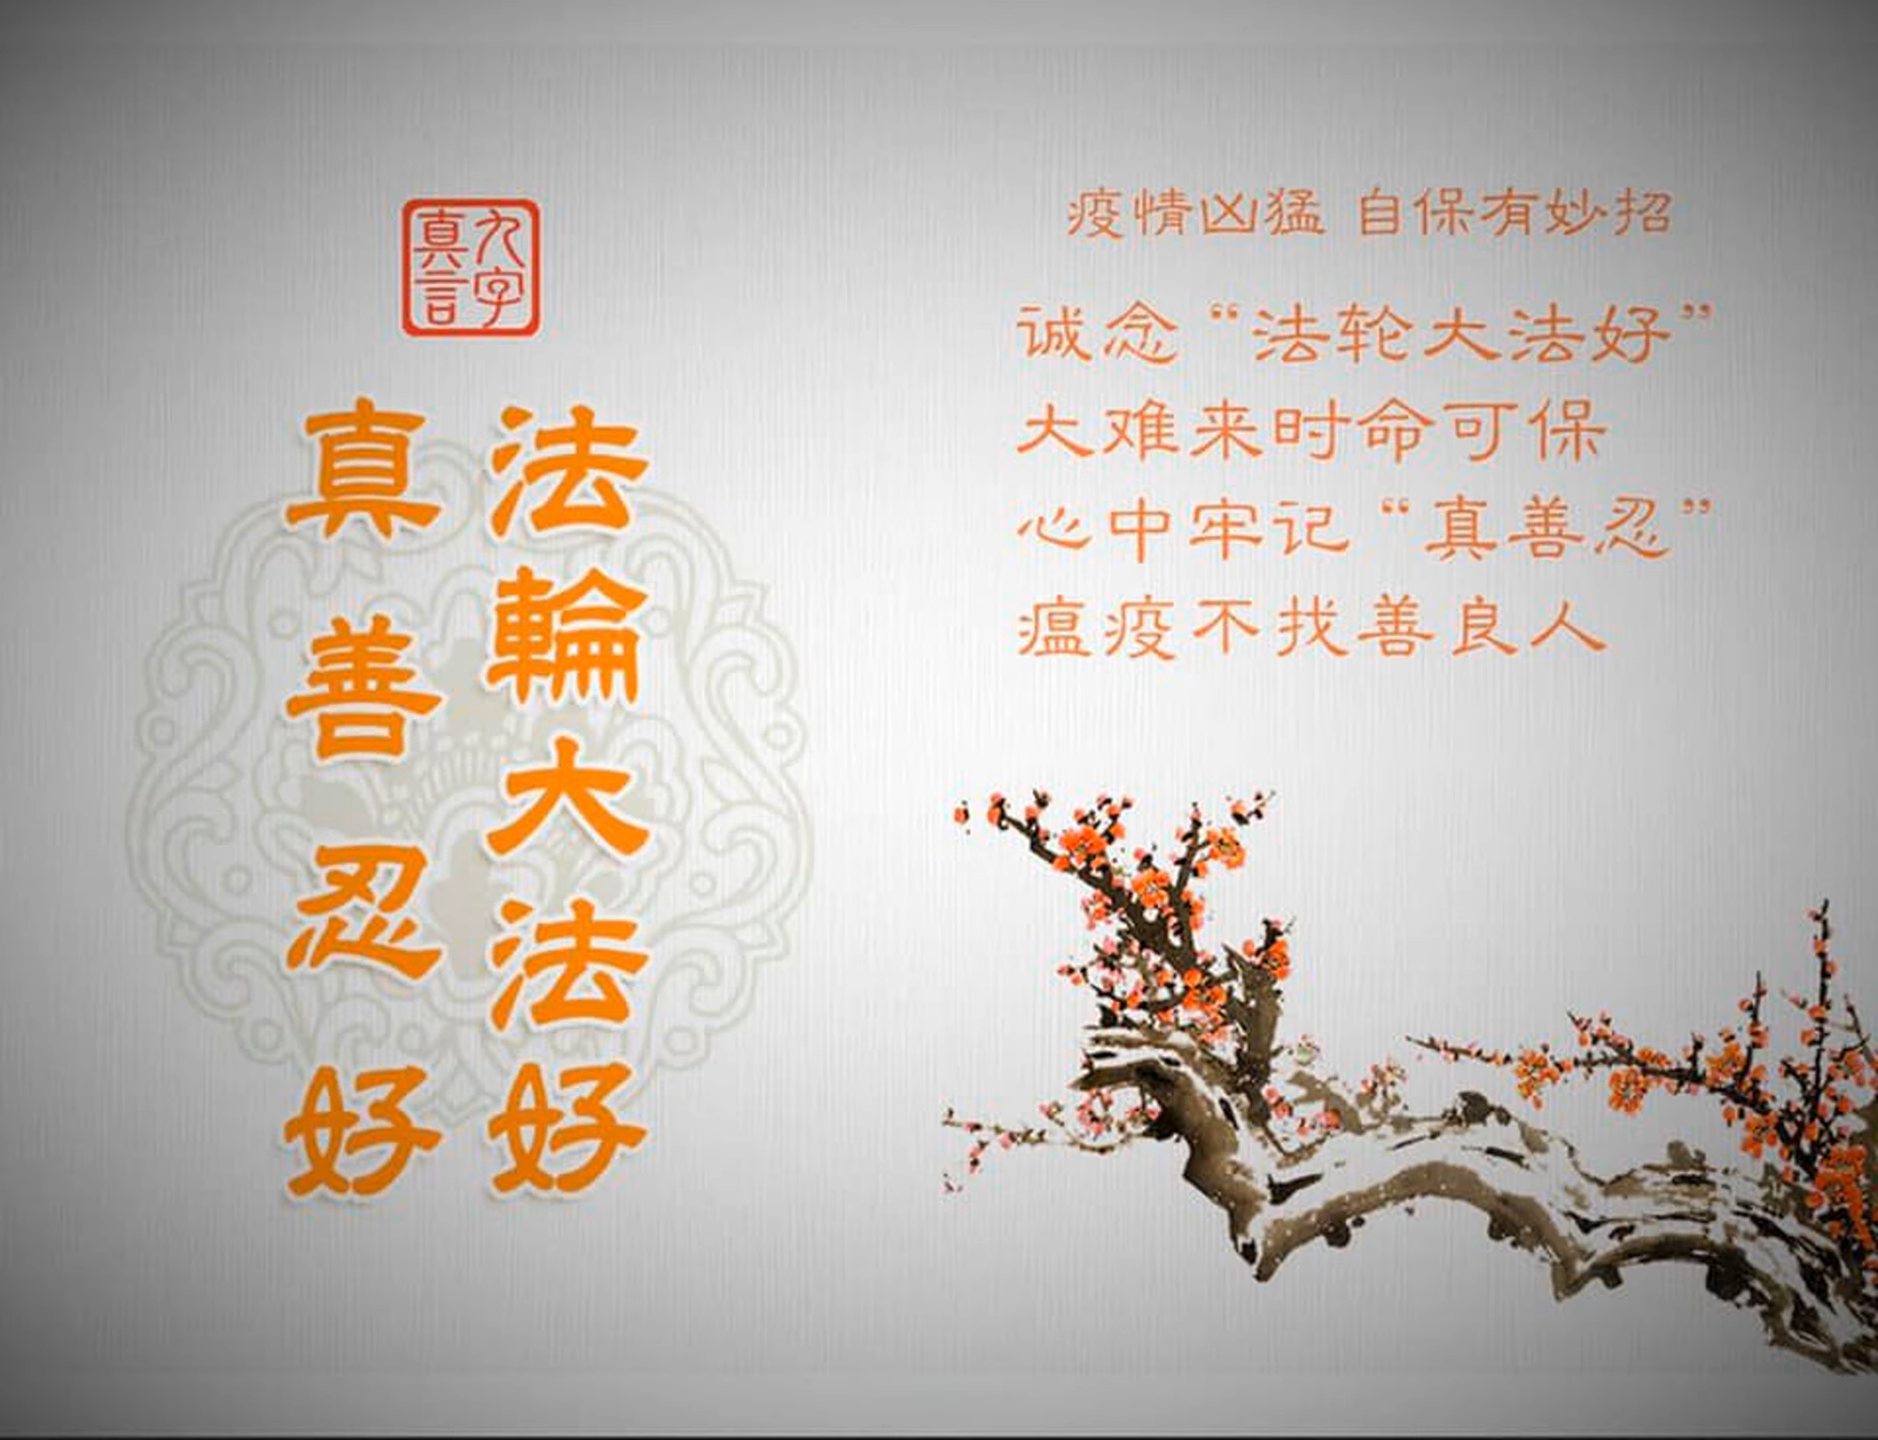 九字真言
法輪大法好
真善忍好
疫情凶猛 自保有妙招
诚念“法轮大法好”
大难来时命可保
心中牢记“真善忍”
瘟疫不找善良人